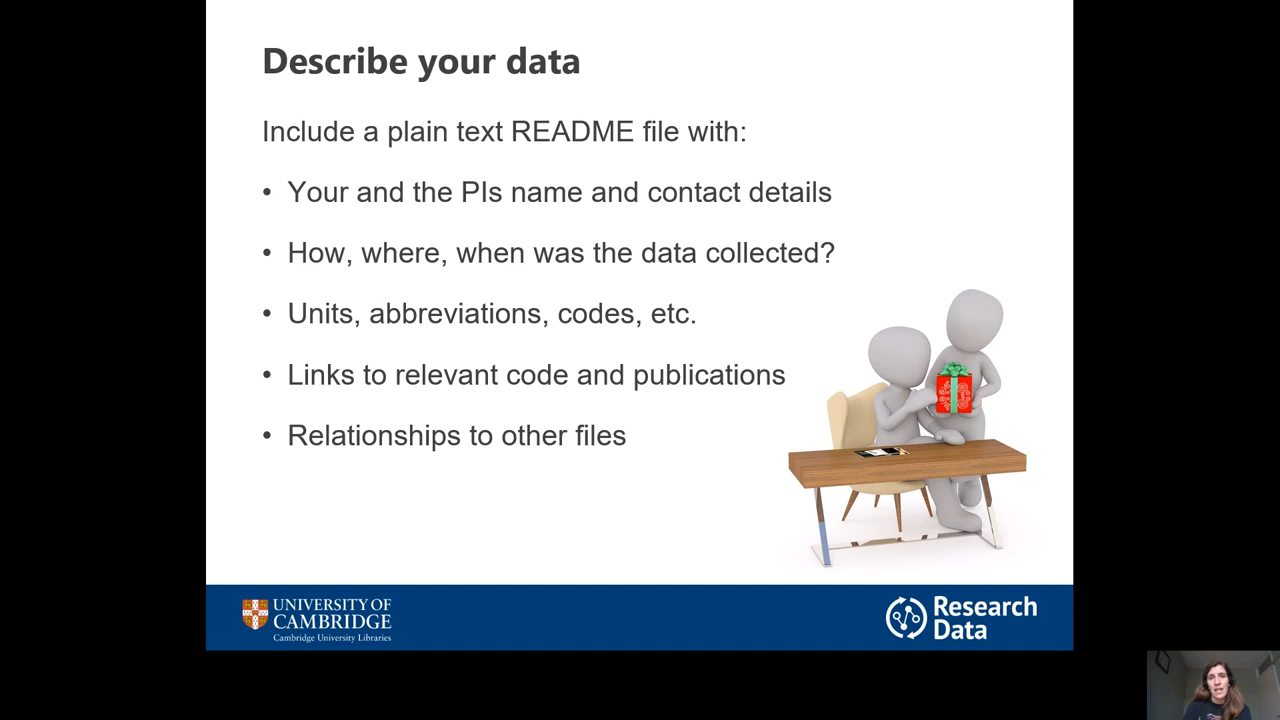 Describe your data
Include a plain text README file with:
• Your and the PIs name and contact details
• How, where, when was the data collected?
• Units, abbreviations, codes, etc.
• Links to relevant code and publications
• Relationships to other files
UNIVERSITY OF
CAMBRIDGE
Cambridge University Libraries
Research
Data